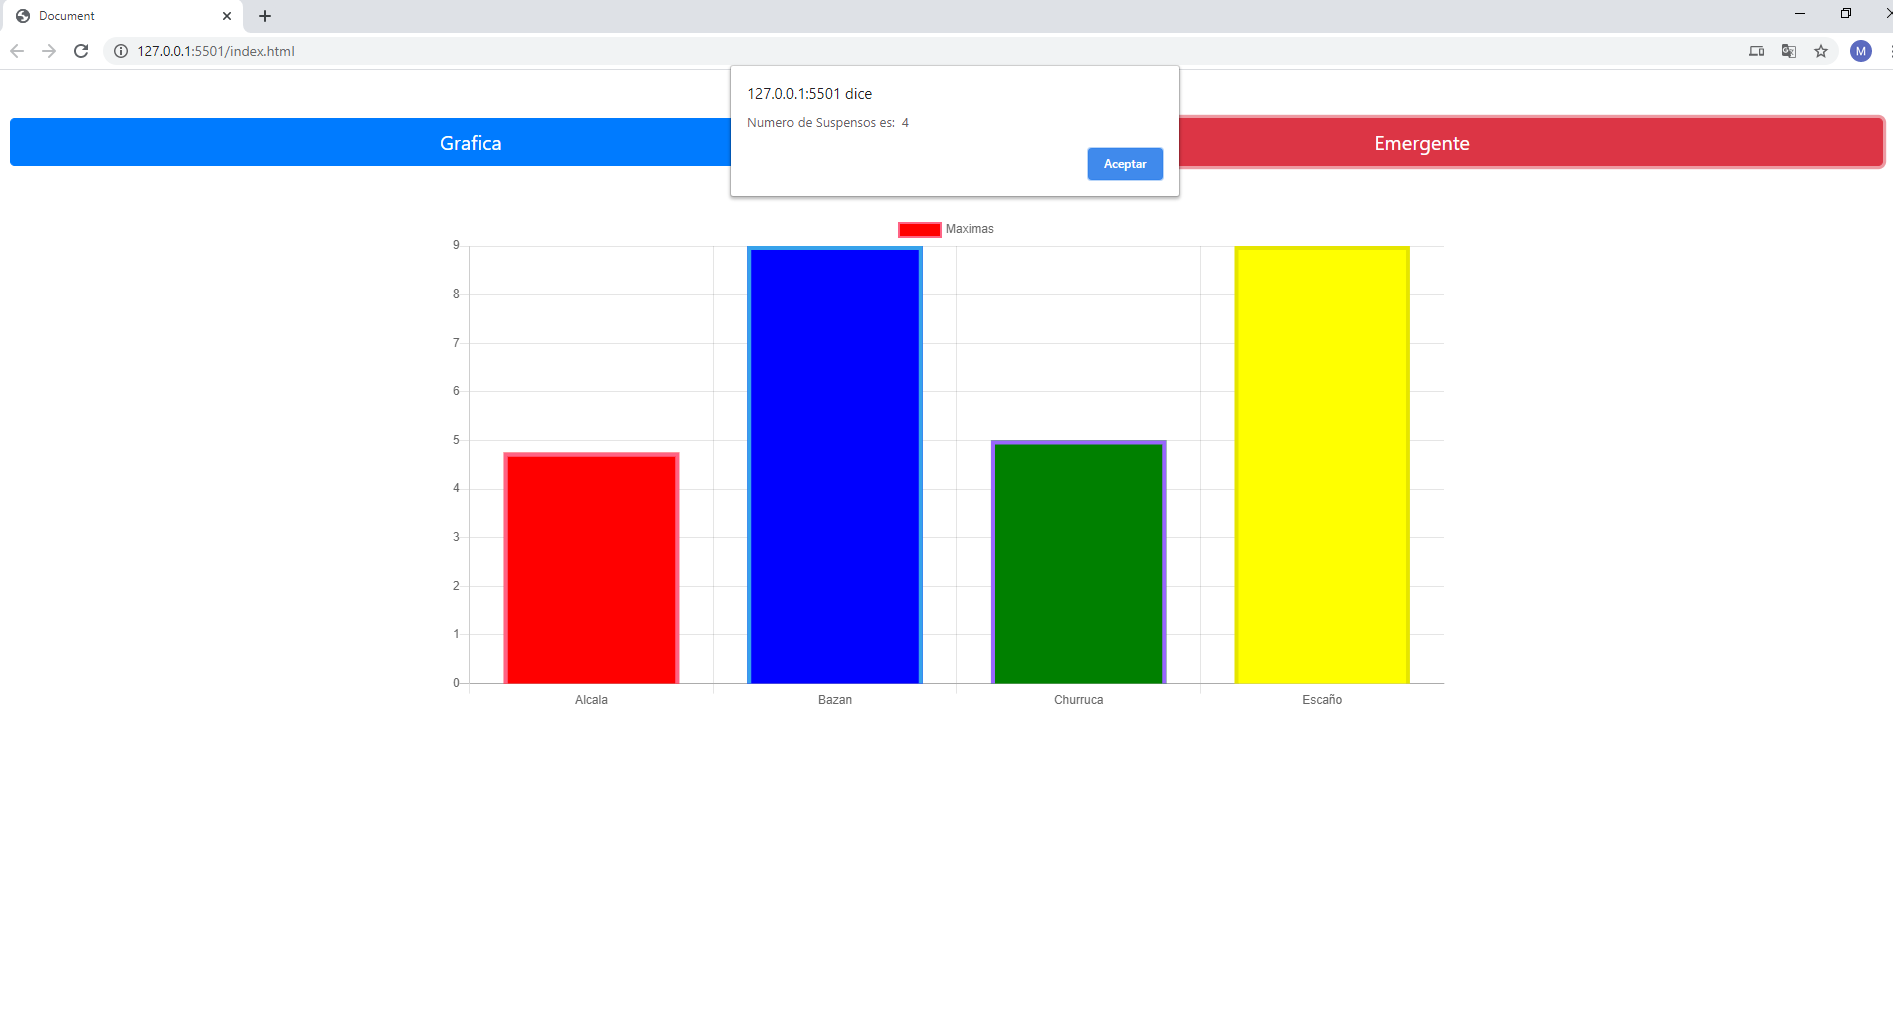 Document
127.0.0.1:5501/index.html
M
127.0.0.1:5501 dice
Numero de Suspensos es: 4
Aceptar
Grafica
Emergente
Maximas
9
8
7
6
5
4
3
2
1
0
Alcala
Bazan
Churruca
Escaño